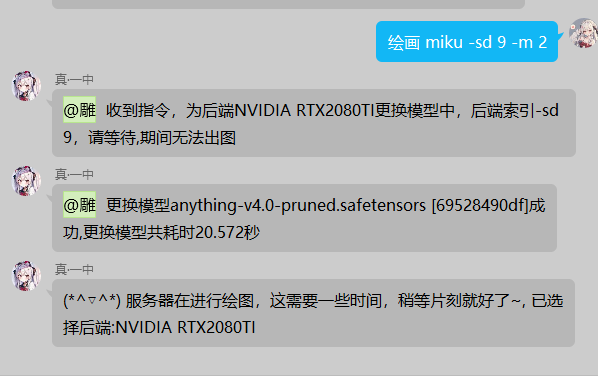 绘画 miku -sd 9 -m 2
真·一中
@雕 收到指令，为后端NVIDIA RTX2080TI更换模型中，后端索引-sd
9，请等待,期间无法出图
真·一中
@雕 更换模型anything-v4.0-pruned.safetensors [69528490df]成
功,更换模型共耗时20.572秒
真·一中
(*^▽^*) 服务器在进行绘图，这需要一些时间，稍等片刻就好了~, 已选
择后端:NVIDIA RTX2080TI